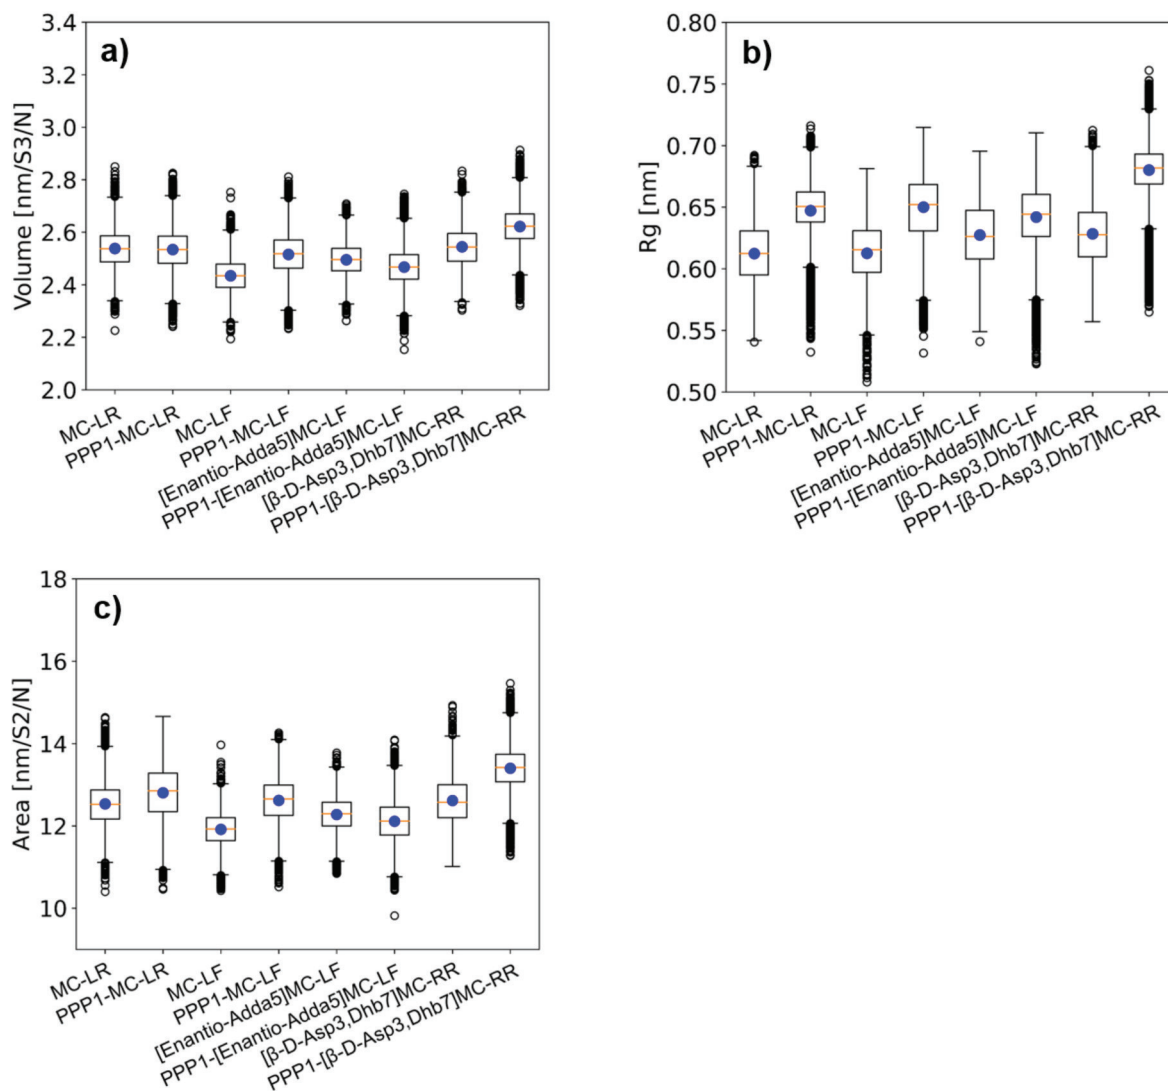 a)
Volume [nm/S3/N]
3.4
3.2
3.0
2.8
2.6
2.4
2.2
2.0
MC-LR
PPP1-MC-LR
MC-LF
PPP1-MC-LF
[Enantio-Adda5]MC-LF
PPP1-[Enantio-Adda5]MC-LF
[β-D-Asp3,Dhb7]MC-RR
PPP1-[β-D-Asp3,Dhb7]MC-RR
b)
Rg [nm]
0.80
0.75
0.70
0.65
0.60
0.55
0.50
MC-LR
PPP1-MC-LR
MC-LF
PPP1-MC-LF
[Enantio-Adda5]MC-LF
PPP1-[Enantio-Adda5]MC-LF
[β-D-Asp3,Dhb7]MC-RR
PPP1-[β-D-Asp3,Dhb7]MC-RR
c)
Area [nm/S2/N]
18
16
14
12
10
MC-LR
PPP1-MC-LR
MC-LF
PPP1-MC-LF
[Enantio-Adda5]MC-LF
PPP1-[Enantio-Adda5]MC-LF
[β-D-Asp3,Dhb7]MC-RR
PPP1-[β-D-Asp3,Dhb7]MC-RR